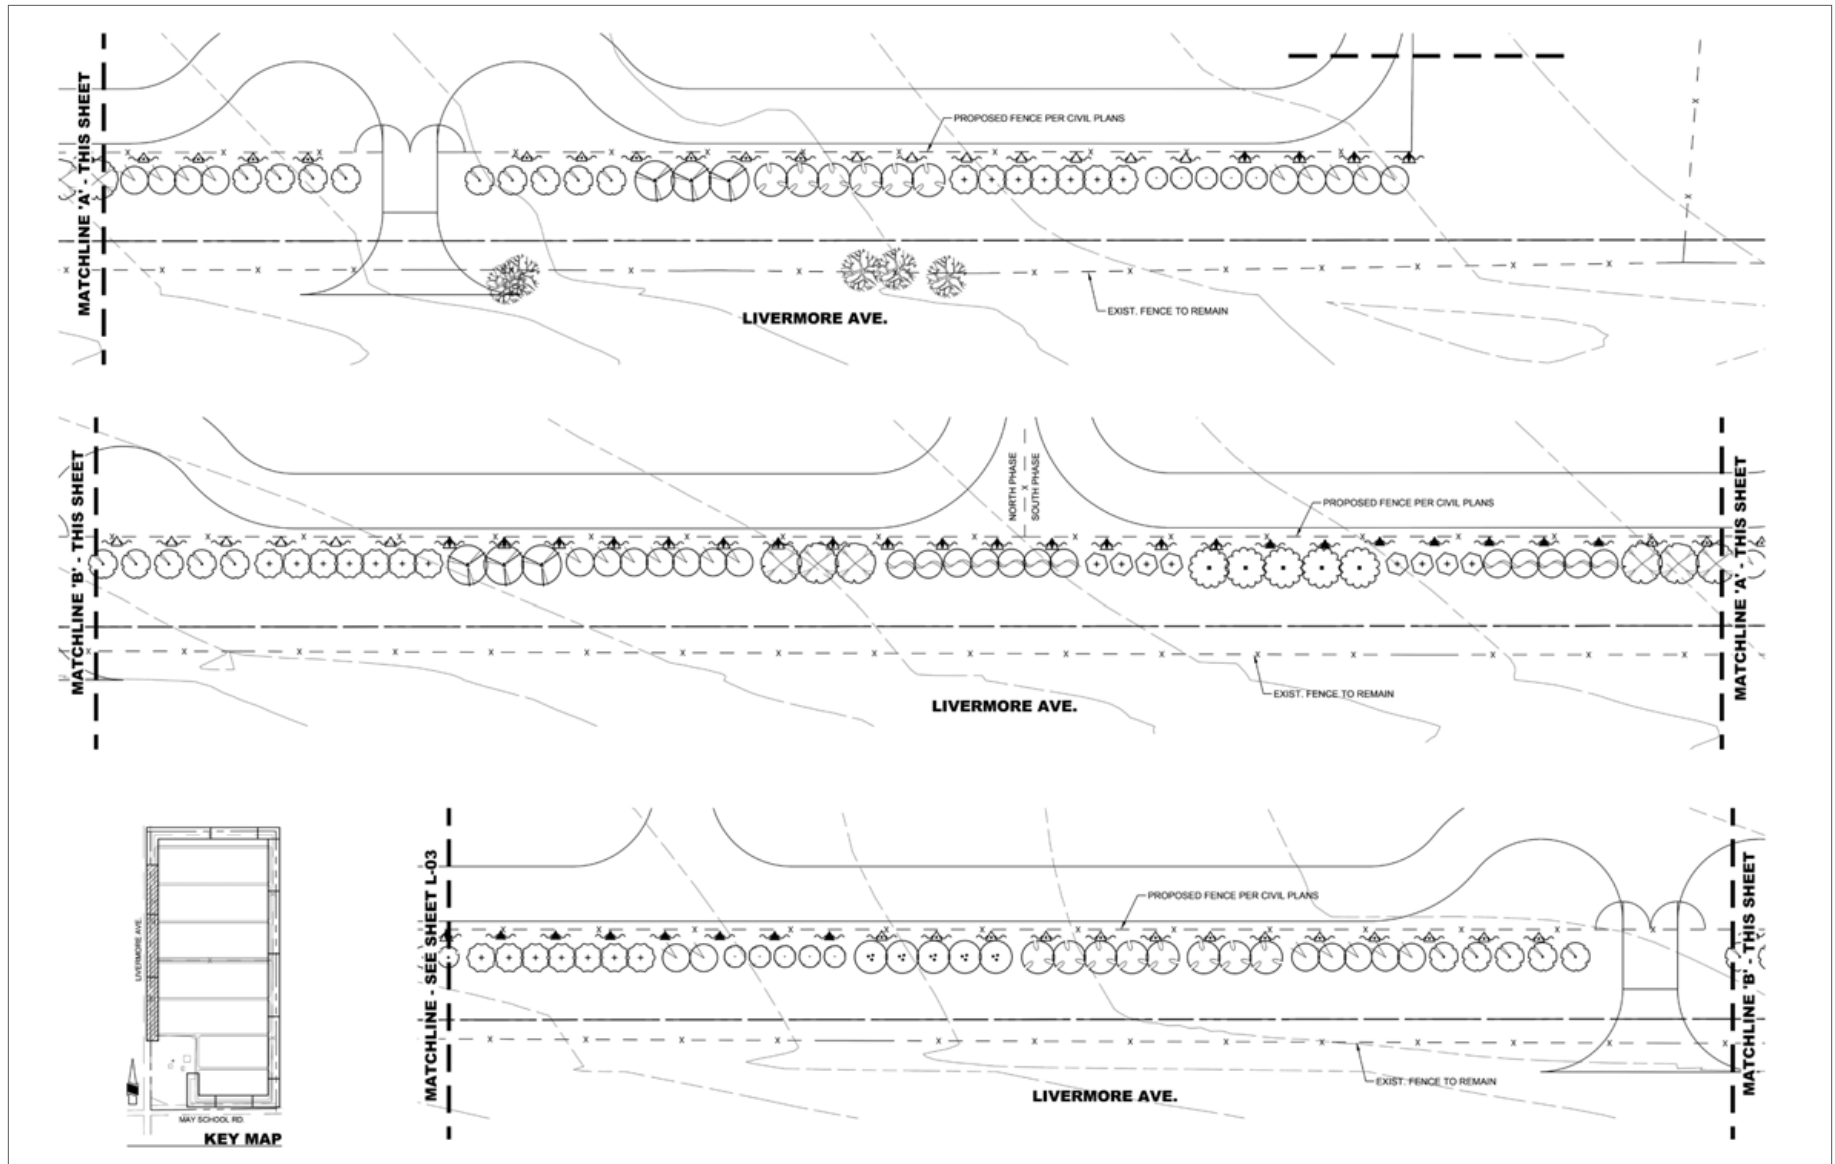 MATCHLINE 'A' - THIS SHEET
PROPOSED FENCE PER CIVIL PLANS
EXIST. FENCE TO REMAIN
LIVERMORE AVE.
MATCHLINE 'B' - THIS SHEET
NORTH PHASE
SOUTH PHASE
PROPOSED FENCE PER CIVIL PLANS
EXIST. FENCE TO REMAIN
LIVERMORE AVE.
MATCHLINE 'A' - THIS SHEET
LIVERMORE AVE.
MAY SCHOOL RD.
KEY MAP
MATCHLINE - SEE SHEET L-03
PROPOSED FENCE PER CIVIL PLANS
EXIST. FENCE TO REMAIN
LIVERMORE AVE.
MATCHLINE 'B' - THIS SHEET